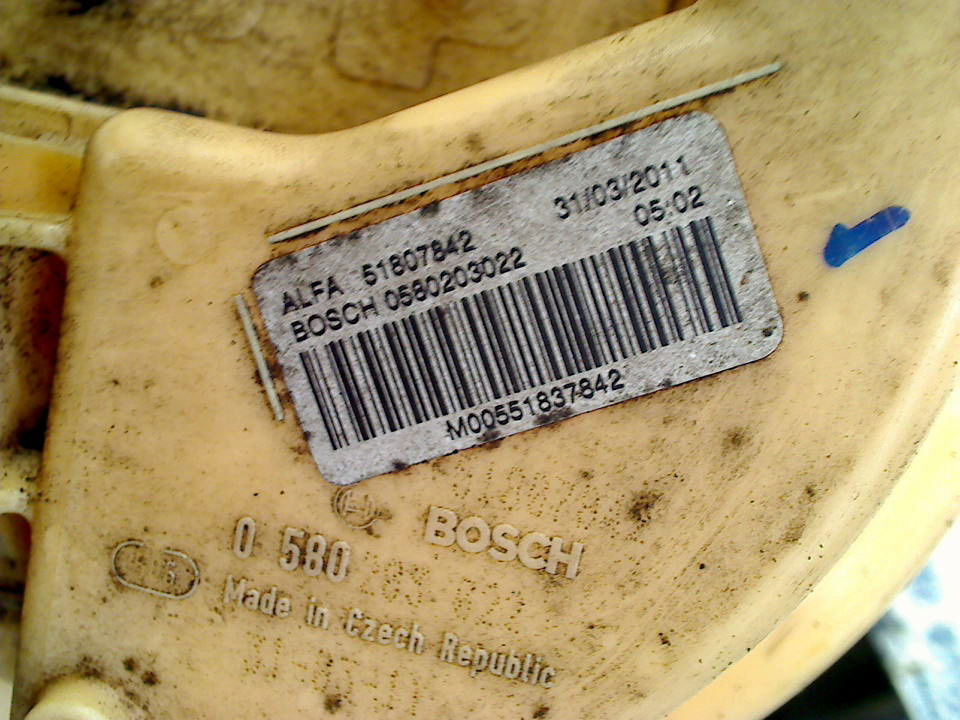 31/03/2011
05:02
ALFA 51807842
BOSCH 0580203022
M00551837842
BOSCH
0 580
Made in Czech Republic